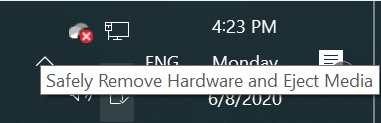 4:23 PM
ENG
Monday
Safely Remove Hardware and Eject Media
6/8/2020